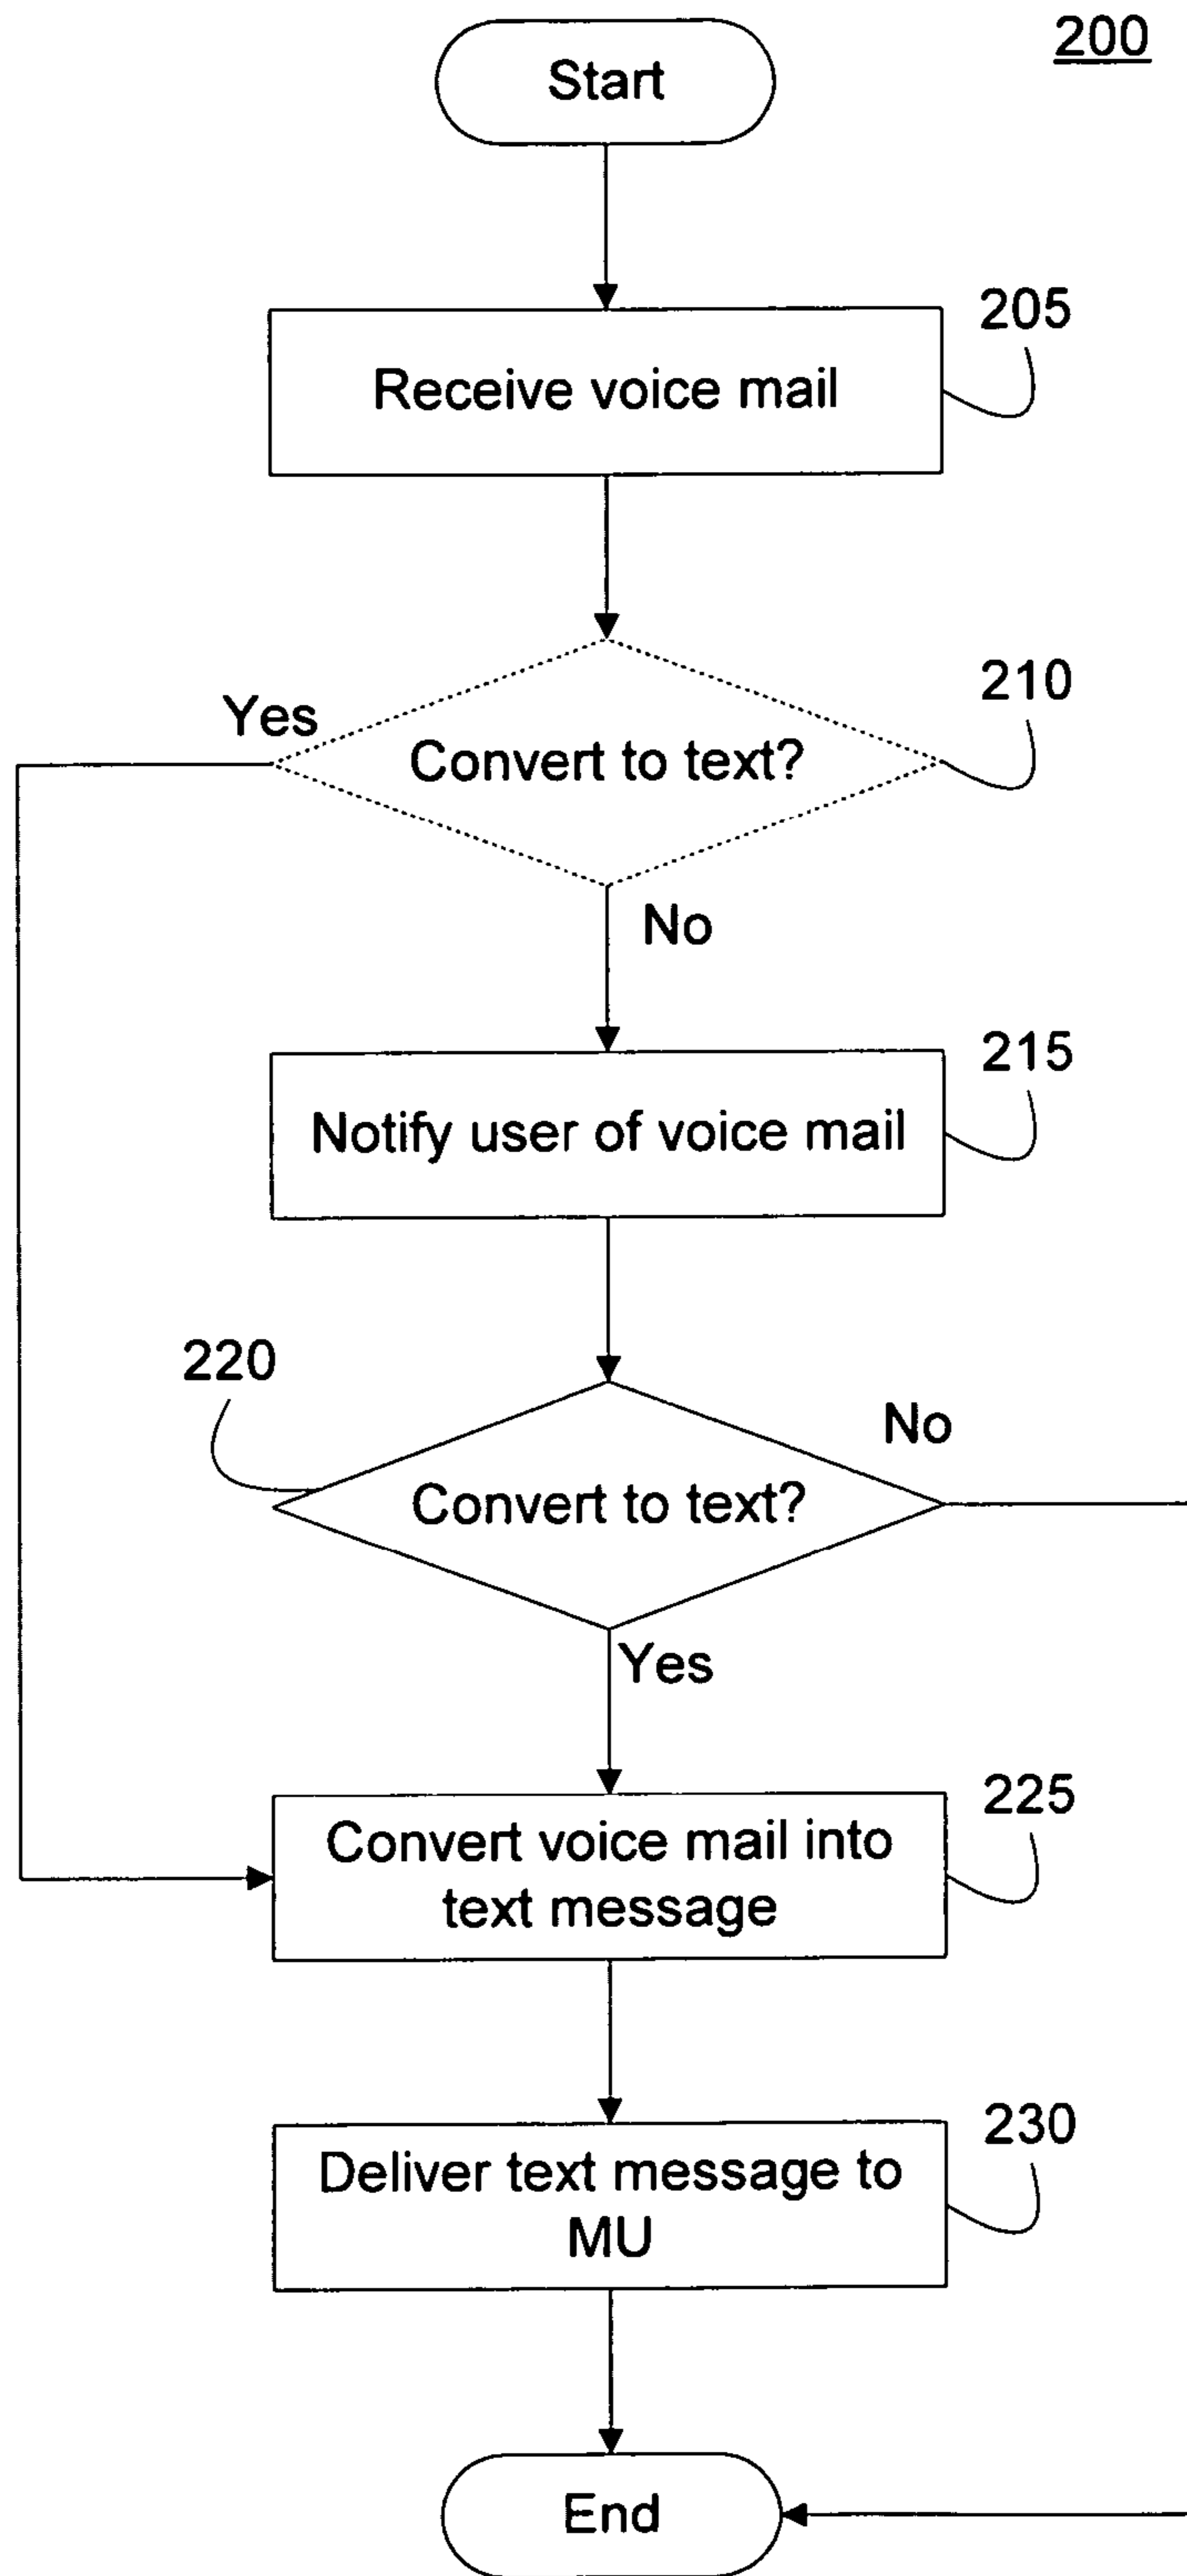 200
Start
205
Receive voice mail
210
Yes
Convert to text?
No
215
Notify user of voice mail
220
No
Convert to text?
Yes
225
Convert voice mail into
text message
230
Deliver text message to
MU
End